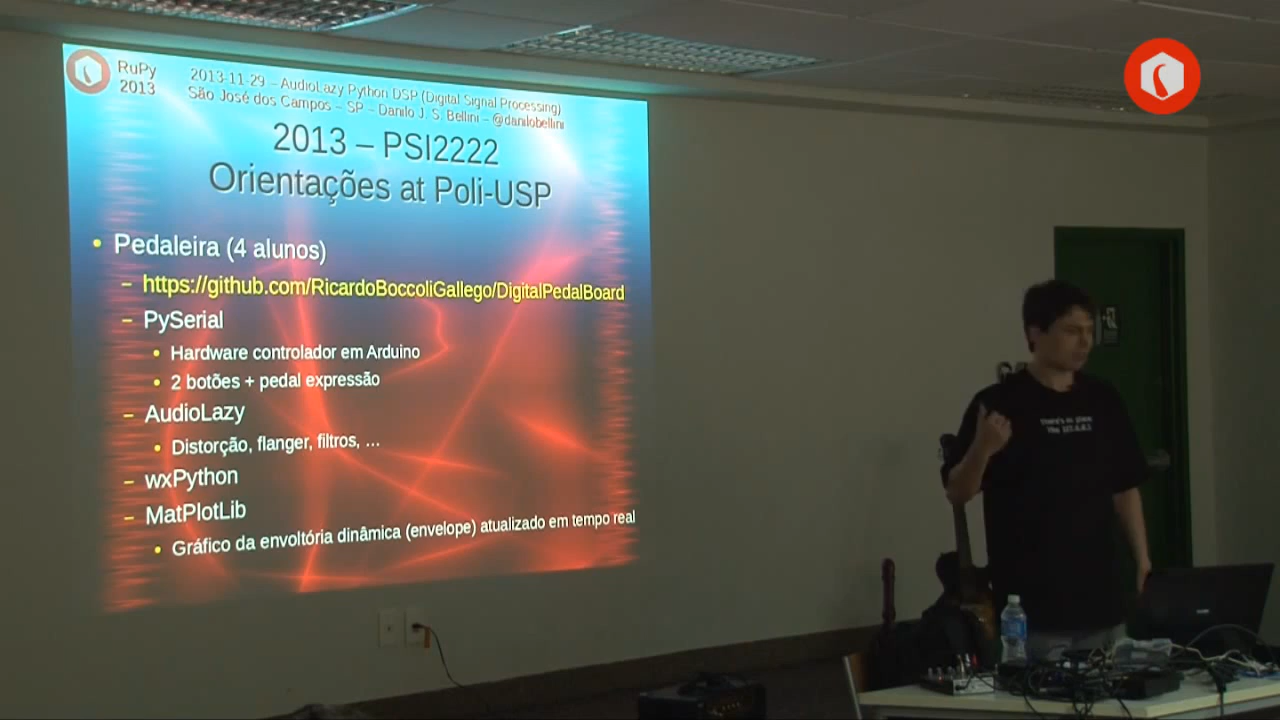 RuPy
2013
2013-11-29 – AudioLazy Python DSP (Digital Signal Processing)
São José dos Campos – SP – Danilo J. S. Bellini – @danilobellini
2013 – PSI2222
Orientações at Poli-USP
• Pedaleira (4 alunos)
– https://github.com/RicardoBoccoliGallego/DigitalPedalBoard
– PySerial
• Hardware controlador em Arduino
• 2 botões + pedal expressão
– AudioLazy
• Distorção, flanger, filtros, ...
– wxPython
– MatPlotLib
• Gráfico da envoltória dinâmica (envelope) atualizado em tempo real
There's no place